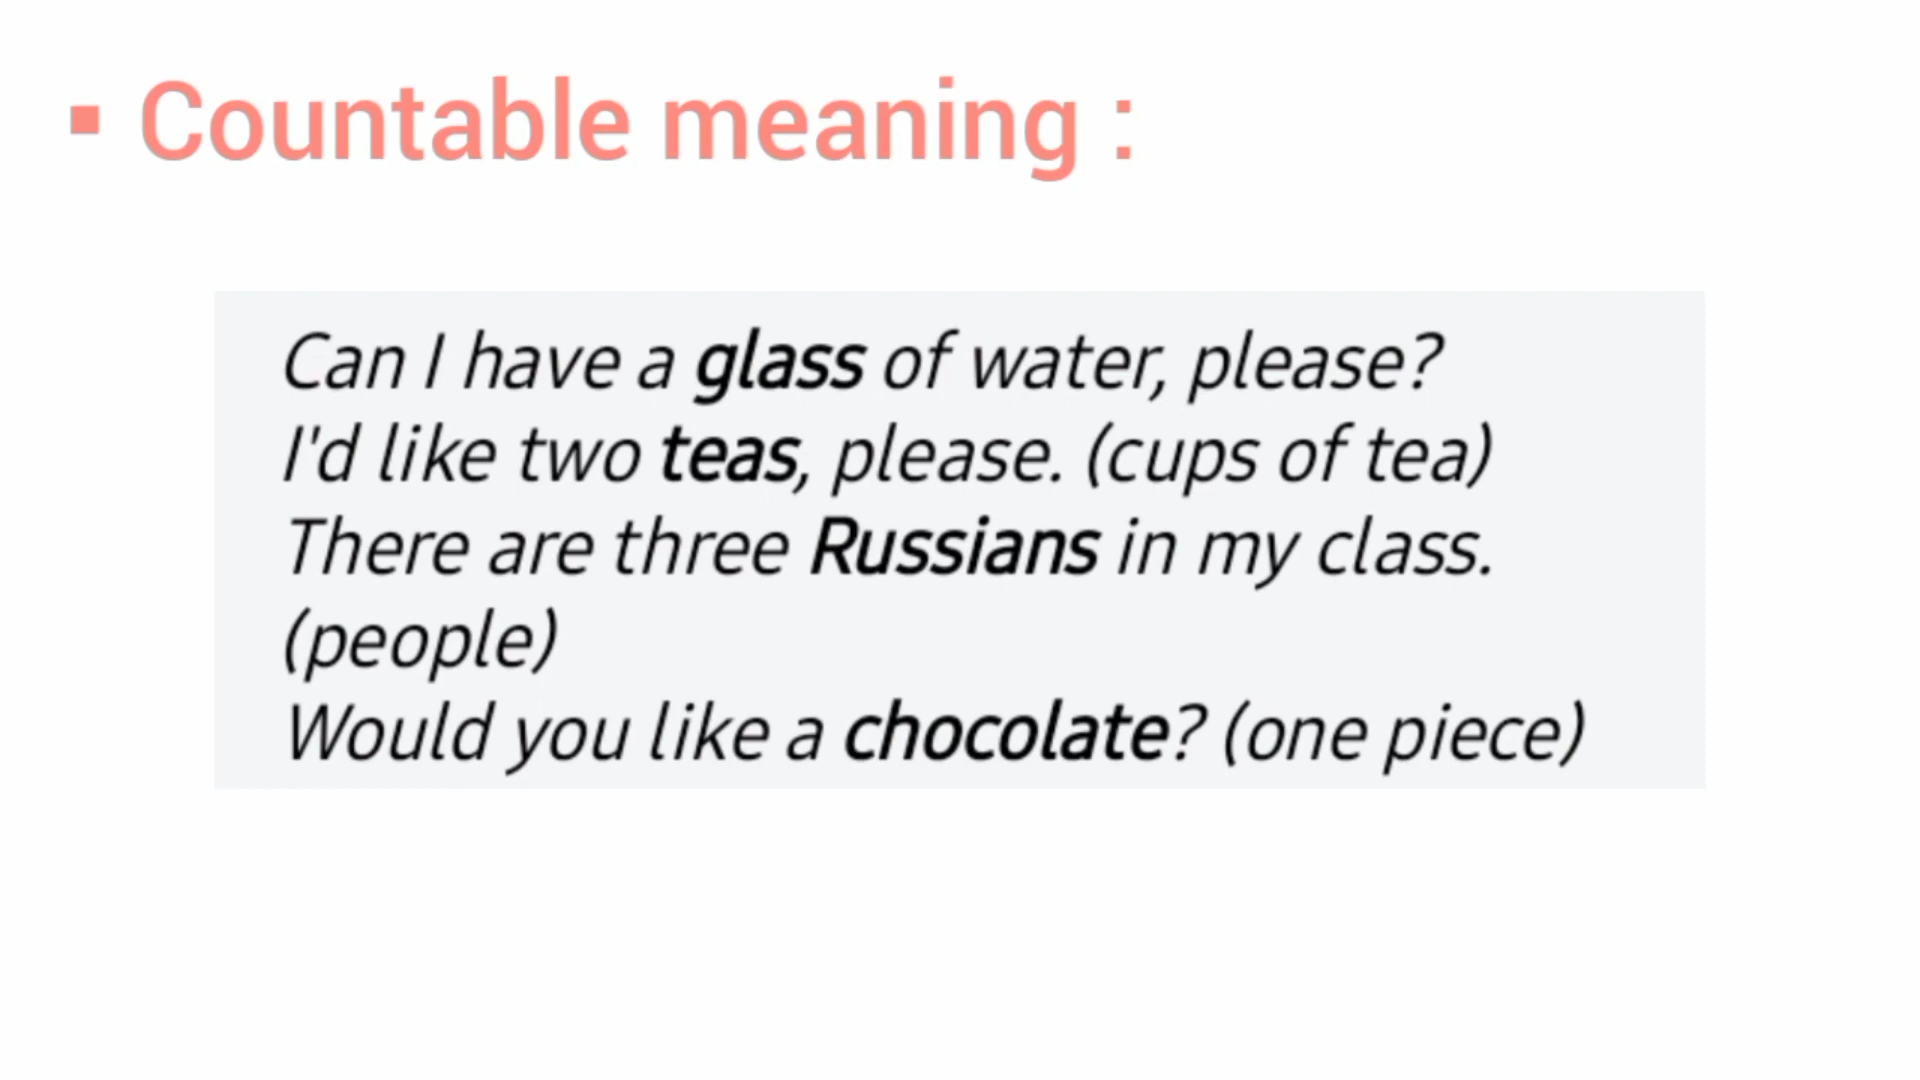 ▪ Countable meaning :
Can I have a glass of water, please?
I'd like two teas, please. (cups of tea)
There are three Russians in my class.
(people)
Would you like a chocolate? (one piece)